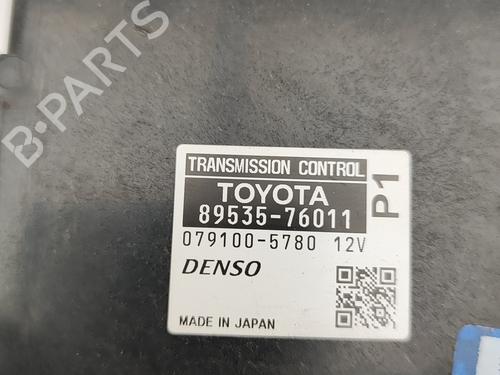 B-PARTS
TRANSMISSION CONTROL
TOYOTA
89535-76011
P1
079100-5780 12V
DENSO
MADE IN JAPAN